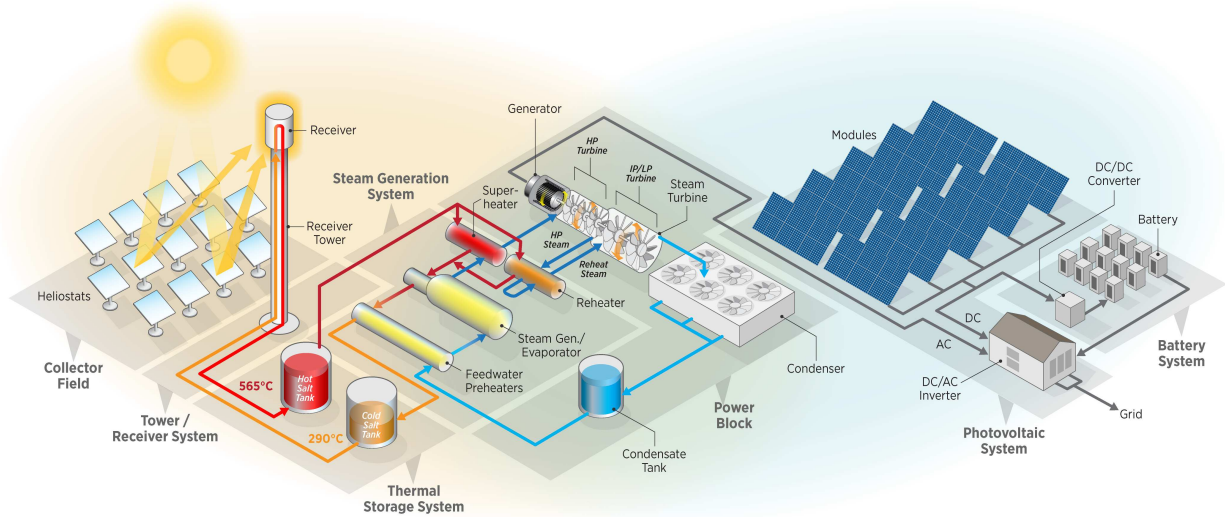 Generator
HP
Turbine
IP/LP
Turbine
Steam
Turbine
Receiver
Steam Generation
System
Super-
heater
HP
Steam
Reheat
Steam
Reheater
Receiver
Tower
Heliostats
Collector
Field
Tower /
Receiver System
565°C
Hot
Salt
Tank
290°C
Cold
Salt
Tank
Thermal
Storage System
Steam Gen./
Evaporator
Feedwater
Preheaters
Condensate
Tank
Condenser
Power
Block
Modules
DC/DC
Converter
Battery
DC
AC
DC/AC
Inverter
Grid
Battery
System
Photovoltaic
System